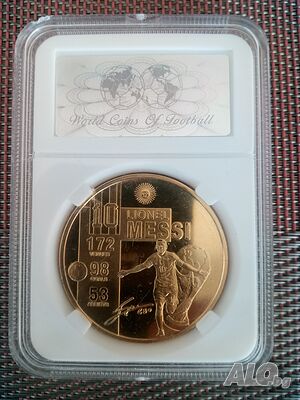 World Coins Of Football
10
LIONEL
MESSI
172
98
53
ALO.bg